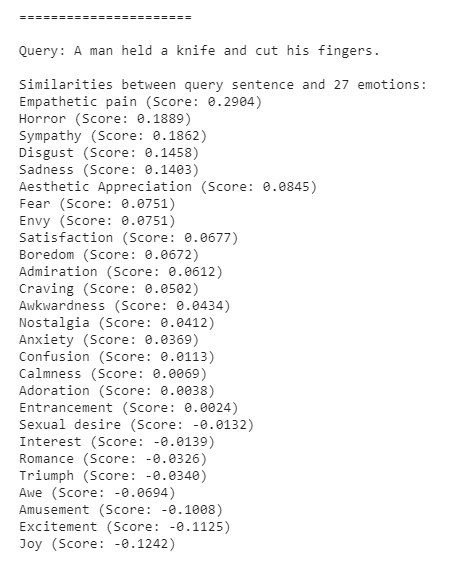 ======================
Query: A man held a knife and cut his fingers.
Similarities between query sentence and 27 emotions:
Empathetic pain (Score: 0.2904)
Horror (Score: 0.1889)
Sympathy (Score: 0.1862)
Disgust (Score: 0.1458)
Sadness (Score: 0.1403)
Aesthetic Appreciation (Score: 0.0845)
Fear (Score: 0.0751)
Envy (Score: 0.0751)
Satisfaction (Score: 0.0677)
Boredom (Score: 0.0672)
Admiration (Score: 0.0612)
Craving (Score: 0.0502)
Awkwardness (Score: 0.0434)
Nostalgia (Score: 0.0412)
Anxiety (Score: 0.0369)
Confusion (Score: 0.0113)
Calmness (Score: 0.0069)
Adoration (Score: 0.0038)
Entrancement (Score: 0.0024)
Sexual desire (Score: -0.0132)
Interest (Score: -0.0139)
Romance (Score: -0.0326)
Triumph (Score: -0.0340)
Awe (Score: -0.0694)
Amusement (Score: -0.1008)
Excitement (Score: -0.1125)
Joy (Score: -0.1242)